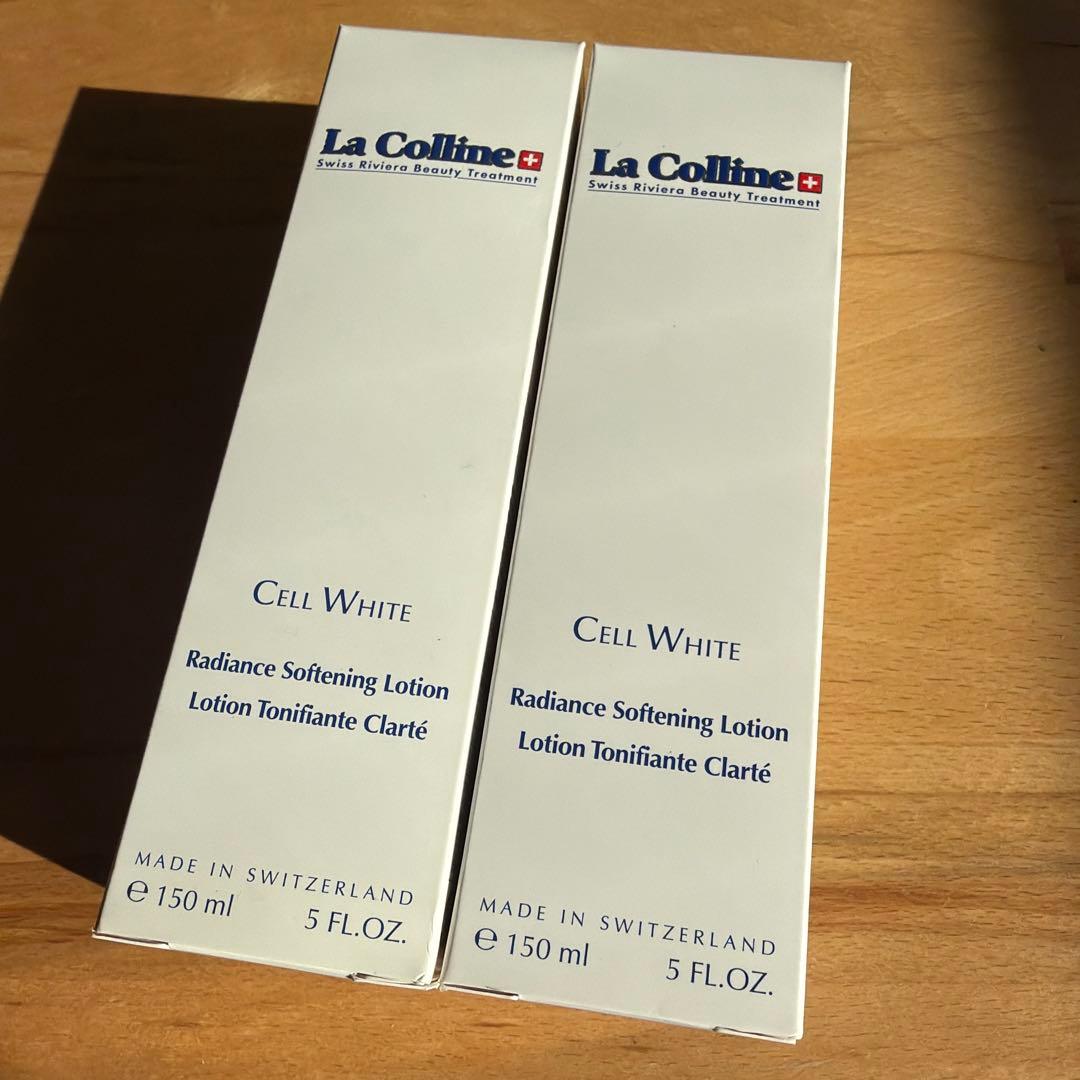 La Colline
Swiss Riviera Beauty Treatment
CELL WHITE
Radiance Softening Lotion
Lotion Tonifiante Clarté
MADE IN SWITZERLAND
℮ 150 ml 5 FL.OZ.
La Colline
Swiss Riviera Beauty Treatment
CELL WHITE
Radiance Softening Lotion
Lotion Tonifiante Clarté
MADE IN SWITZERLAND
℮ 150 ml 5 FL.OZ.